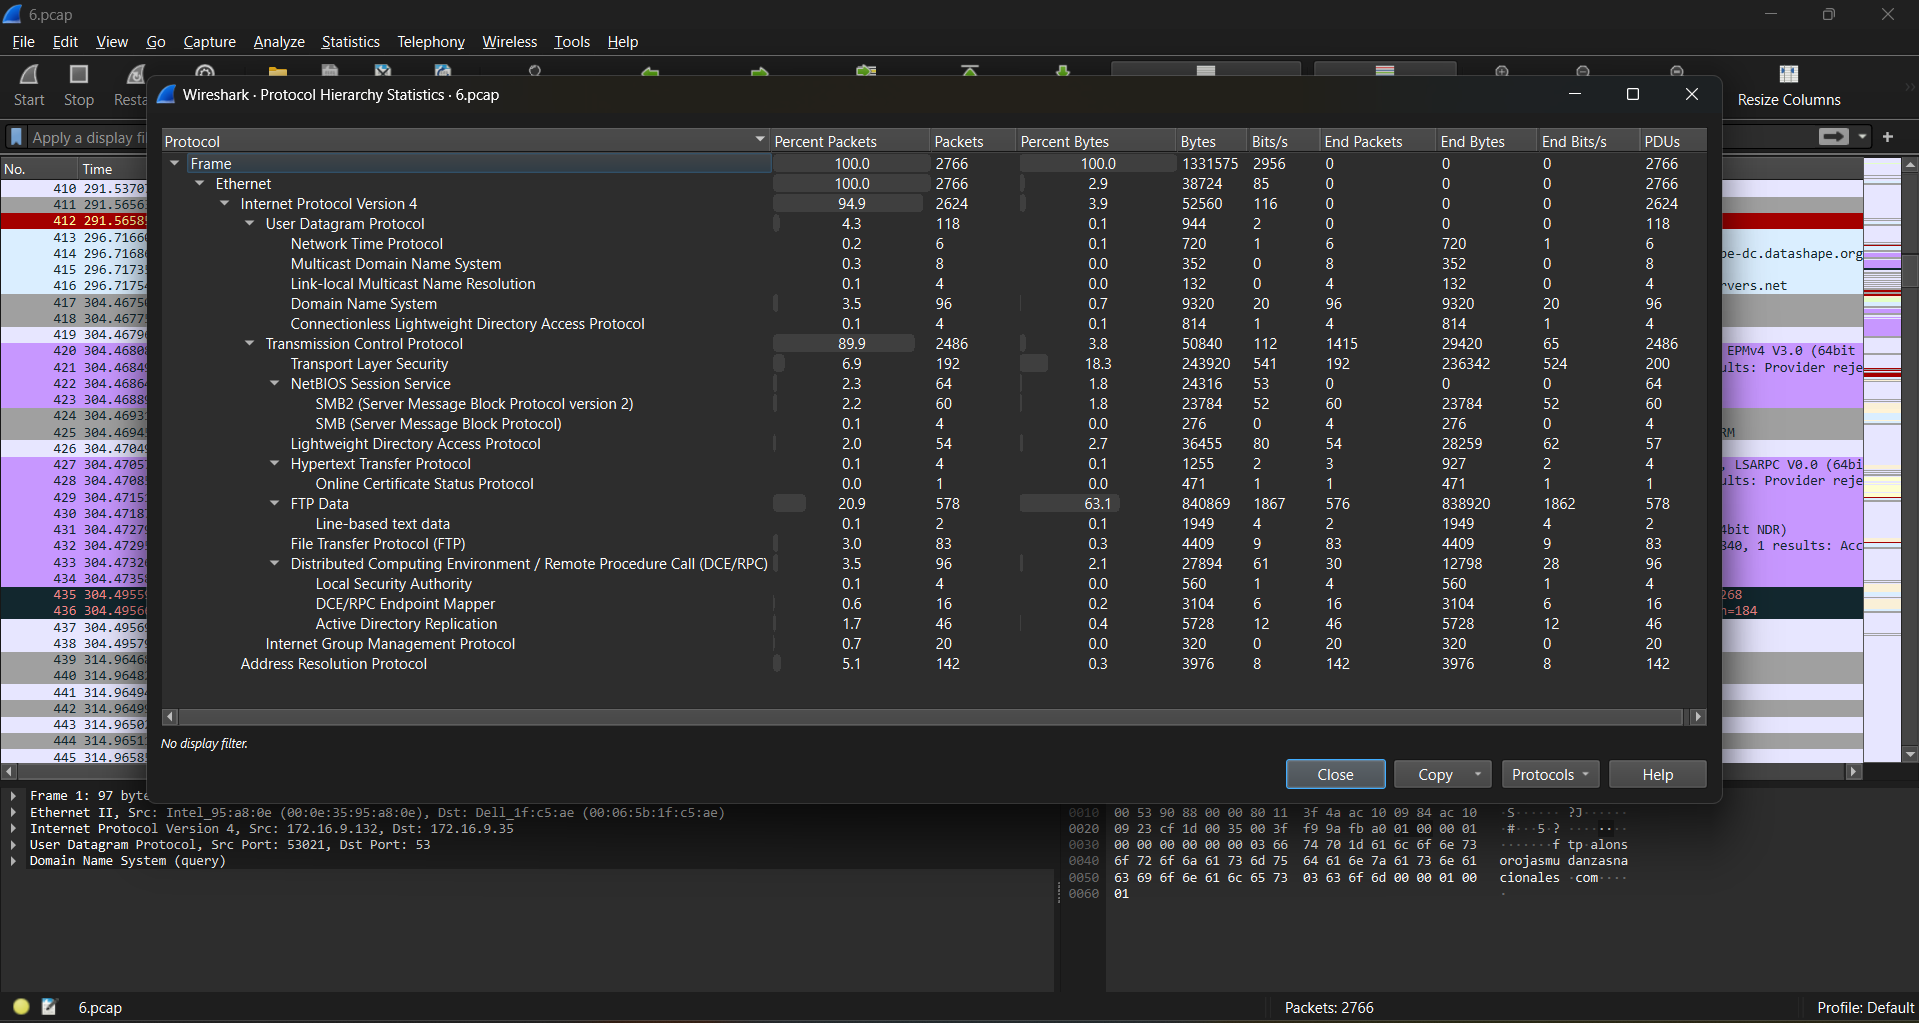 6.pcap
File Edit View Go Capture Analyze Statistics Telephony Wireless Tools Help
Start Stop Resta Resize Columns
Wireshark · Protocol Hierarchy Statistics · 6.pcap
Apply a display fi
Protocol Percent Packets Packets Percent Bytes Bytes Bits/s End Packets End Bytes End Bits/s PDUs
Frame 100.0 2766 100.0 1331575 2956 0 0 0 2766
Ethernet 100.0 2766 2.9 38724 85 0 0 0 2766
Internet Protocol Version 4 94.9 2624 3.9 52560 116 0 0 0 2624
User Datagram Protocol 4.3 118 0.1 944 2 0 0 0 118
Network Time Protocol 0.2 6 0.1 720 1 6 720 1 6
Multicast Domain Name System 0.3 8 0.0 352 0 8 352 0 8
Link-local Multicast Name Resolution 0.1 4 0.0 132 0 4 132 0 4
Domain Name System 3.5 96 0.7 9320 20 96 9320 20 96
Connectionless Lightweight Directory Access Protocol 0.1 4 0.1 814 1 4 814 1 4
Transmission Control Protocol 89.9 2486 3.8 50840 112 1415 29420 65 2486
Transport Layer Security 6.9 192 18.3 243920 541 192 236342 524 200
NetBIOS Session Service 2.3 64 1.8 24316 53 0 0 0 64
SMB2 (Server Message Block Protocol version 2) 2.2 60 1.8 23784 52 60 23784 52 60
SMB (Server Message Block Protocol) 0.1 4 0.0 276 0 4 276 0 4
Lightweight Directory Access Protocol 2.0 54 2.7 36455 80 54 28259 62 57
Hypertext Transfer Protocol 0.1 4 0.1 1255 2 3 927 2 4
Online Certificate Status Protocol 0.0 1 0.0 471 1 1 471 1 1
FTP Data 20.9 578 63.1 840869 1867 576 838920 1862 578
Line-based text data 0.1 2 0.1 1949 4 2 1949 4 2
File Transfer Protocol (FTP) 3.0 83 0.3 4409 9 83 4409 9 83
Distributed Computing Environment / Remote Procedure Call (DCE/RPC) 3.5 96 2.1 27894 61 30 12798 28 96
Local Security Authority 0.1 4 0.0 560 1 4 560 1 4
DCE/RPC Endpoint Mapper 0.6 16 0.2 3104 6 16 3104 6 16
Active Directory Replication 1.7 46 0.4 5728 12 46 5728 12 46
Internet Group Management Protocol 0.7 20 0.0 320 0 20 320 0 20
Address Resolution Protocol 5.1 142 0.3 3976 8 142 3976 8 142
No display filter.
Close Copy Protocols Help
No. Time
410 291.5370
411 291.5656
412 291.5658
413 296.7166
414 296.7168
415 296.7173
416 296.7175
417 304.4675
418 304.4677
419 304.4679
420 304.4680
421 304.4684
422 304.4686
423 304.4688
424 304.4693
425 304.4694
426 304.4704
427 304.4705
428 304.4708
429 304.4715
430 304.4718
431 304.4727
432 304.4729
433 304.4732
434 304.4735
435 304.4955
436 304.4956
437 304.4956
438 304.4957
439 314.9646
440 314.9648
441 314.9649
442 314.9649
443 314.9650
444 314.9651
445 314.9658
pe-dc.datashape.org
rvers.net
EPMv4 V3.0 (64bit
ults: Provider reje
RM
, LSARPC V0.0 (64bi
ults: Provider reje
4bit NDR)
840, 1 results: Acc
268
n=184
Frame 1: 97 byte
Ethernet II, Src: Intel_95:a8:0e (00:0e:35:95:a8:0e), Dst: Dell_1f:c5:ae (00:06:5b:1f:c5:ae)
Internet Protocol Version 4, Src: 172.16.9.132, Dst: 172.16.9.35
User Datagram Protocol, Src Port: 53021, Dst Port: 53
Domain Name System (query)
0010 00 53 90 88 00 00 80 11 3f 4a ac 10 09 84 ac 10 ·S······ ?J······
0020 09 23 cf 1d 00 35 00 3f f9 9a fb a0 01 00 00 01 ·#···5·? ········
0030 00 00 00 00 00 00 03 66 74 70 1d 61 6c 6f 6e 73 ·······f tp·alons
0040 6f 72 6f 6a 61 73 6d 75 64 61 6e 7a 61 73 6e 61 orojasmu danzasna
0050 63 69 6f 6e 61 6c 65 73 03 63 6f 6d 00 00 01 00 cionales ·com····
0060 01 ·
6.pcap Packets: 2766 Profile: Default